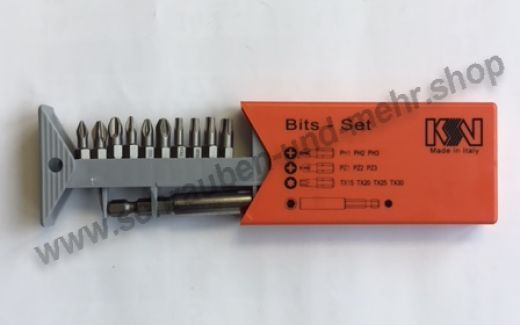 Bits Set
KSN
Made in Italy
PH1 PH2 PH3
PZ1 PZ2 PZ3
TX15 TX20 TX25 TX30
www.schrauben-und-mehr.shop